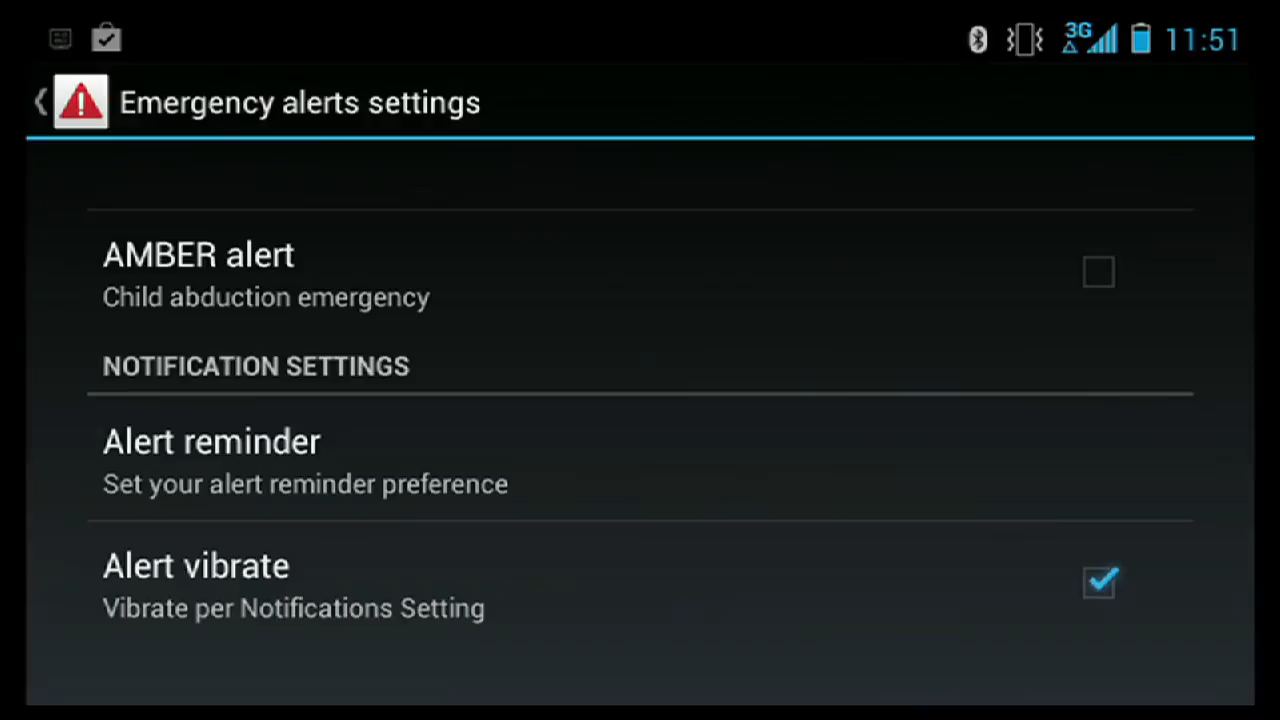 3G 11:51
Emergency alerts settings
AMBER alert
Child abduction emergency
NOTIFICATION SETTINGS
Alert reminder
Set your alert reminder preference
Alert vibrate
Vibrate per Notifications Setting